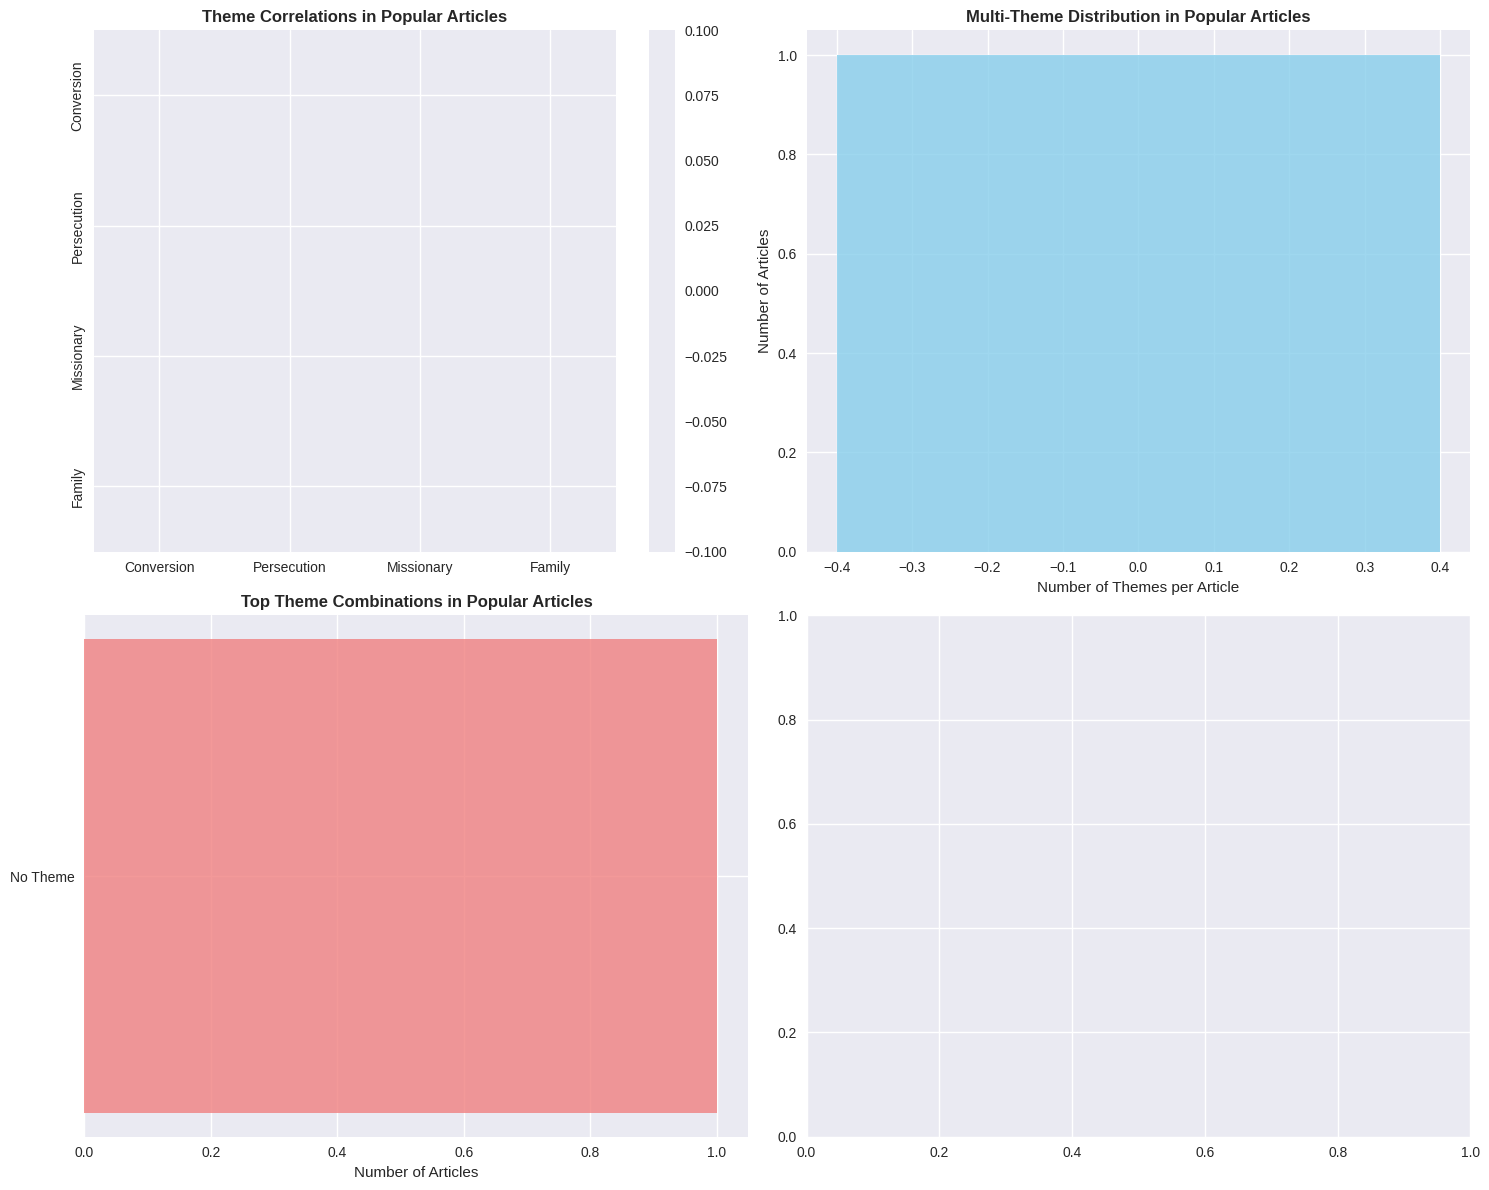 Theme Correlations in Popular Articles
Conversion
Persecution
Missionary
Family
Conversion Persecution Missionary Family
0.100
0.075
0.050
0.025
0.000
−0.025
−0.050
−0.075
−0.100
Multi-Theme Distribution in Popular Articles
Number of Articles
1.0
0.8
0.6
0.4
0.2
0.0
−0.4 −0.3 −0.2 −0.1 0.0 0.1 0.2 0.3 0.4
Number of Themes per Article
Top Theme Combinations in Popular Articles
No Theme
0.0 0.2 0.4 0.6 0.8 1.0
Number of Articles
1.0
0.8
0.6
0.4
0.2
0.0
0.0 0.2 0.4 0.6 0.8 1.0